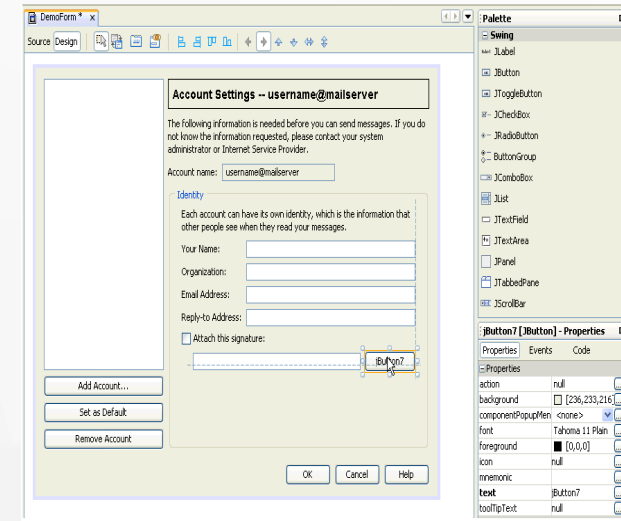 DemoForm * x
Source Design
Account Settings -- username@mailserver
The following information is needed before you can send messages. If you do
not know the information requested, please contact your system
administrator or Internet Service Provider.
Account name: username@mailserver
Identity
Each account can have its own identity, which is the information that
other people see when they read your messages.
Your Name:
Organization:
Email Address:
Reply-to Address:
Attach this signature:
jButton7
Add Account...
Set as Default
Remove Account
OK Cancel Help
Palette
Swing
JLabel
JButton
JToggleButton
JCheckBox
JRadioButton
ButtonGroup
JComboBox
JList
JTextField
JTextArea
JPanel
JTabbedPane
JScrollBar
jButton7 [JButton] - Properties
Properties Events Code
Properties
action null
background [236,233,216]
componentPopupMen <none>
font Tahoma 11 Plain
foreground [0,0,0]
icon null
mnemonic
text jButton7
toolTipText null